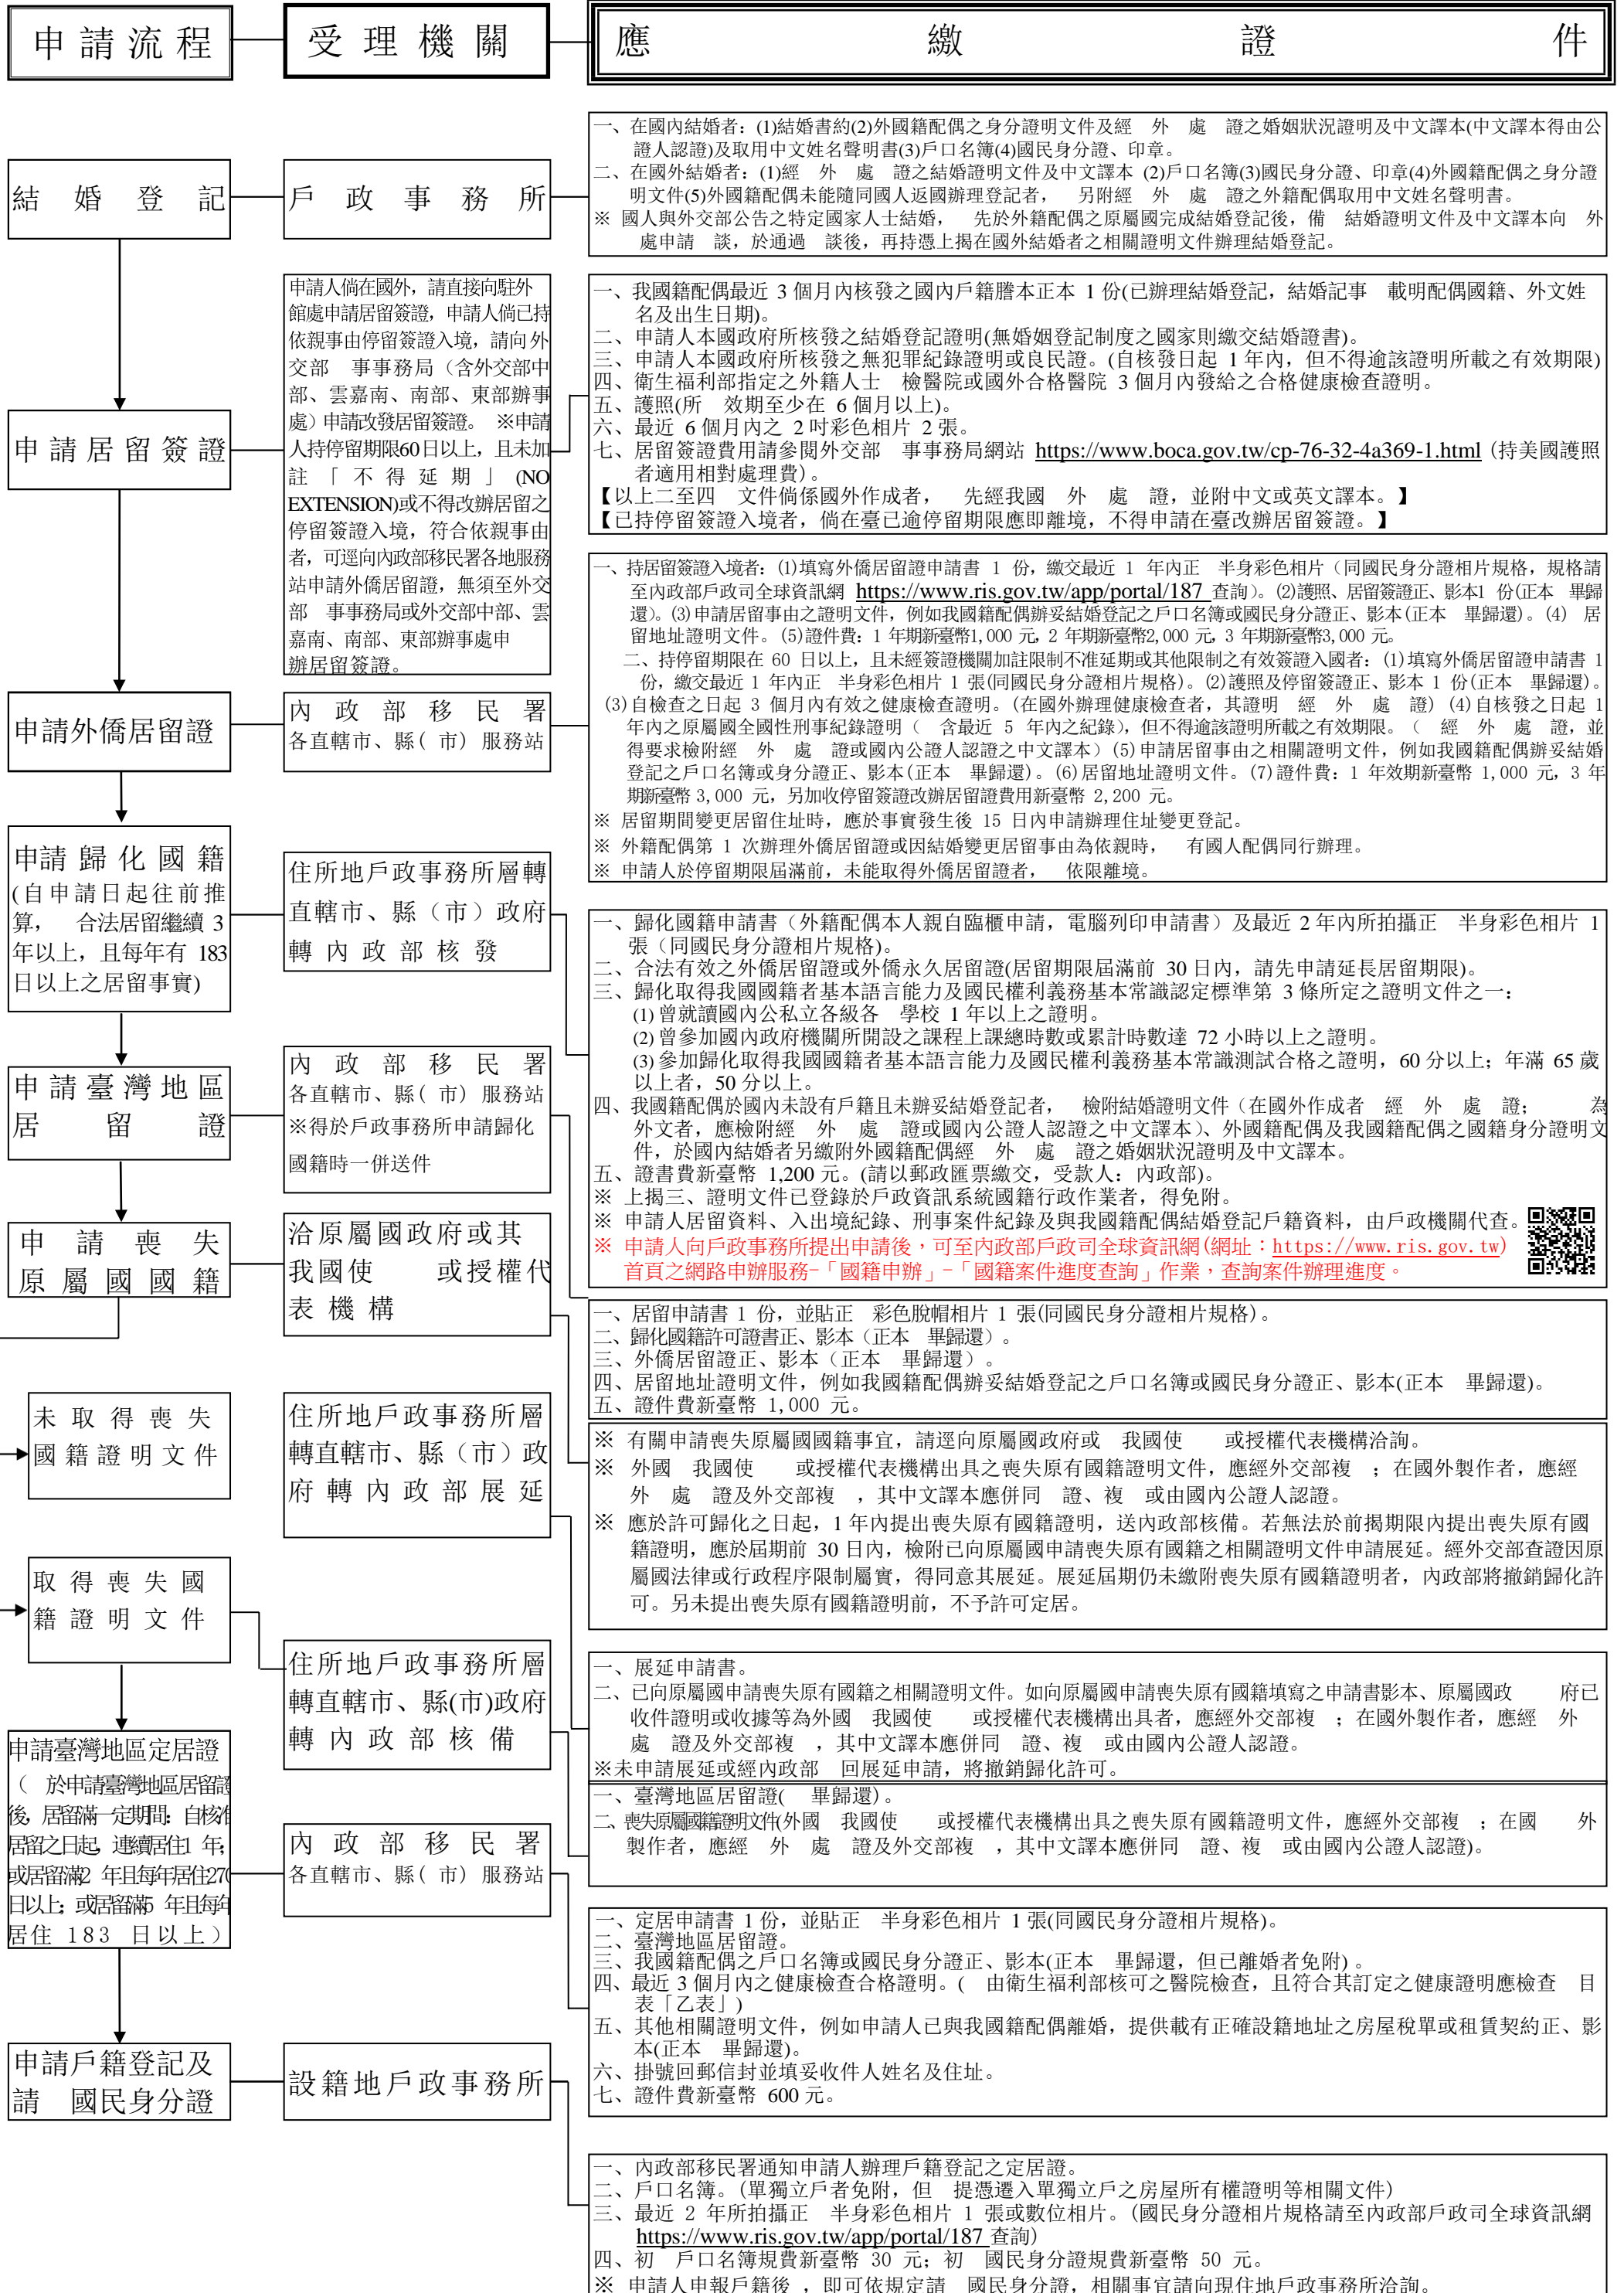 申請流程
受理機關
應繳證件
一、在國內結婚者：(1)結婚書約(2)外國籍配偶之身分證明文件及經 外 處 證之婚姻狀況證明及中文譯本(中文譯本得由公
證人認證)及取用中文姓名聲明書(3)戶口名簿(4)國民身分證、印章。
二、在國外結婚者：(1)經 外 處 證之結婚證明文件及中文譯本 (2)戶口名簿(3)國民身分證、印章(4)外國籍配偶之身分證
明文件(5)外國籍配偶未能隨同國人返國辦理登記者， 另附經 外 處 證之外籍配偶取用中文姓名聲明書。
※ 國人與外交部公告之特定國家人士結婚， 先於外籍配偶之原屬國完成結婚登記後，備 結婚證明文件及中文譯本向 外
處申請 談，於通過 談後，再持憑上揭在國外結婚者之相關證明文件辦理結婚登記。
結婚登記
戶政事務所
申請人倘在國外，請直接向駐外
館處申請居留簽證，申請人倘已持
依親事由停留簽證入境，請向外
交部 事事務局（含外交部中
部、雲嘉南、南部、東部辦事
處）申請改發居留簽證。 ※申請
人持停留期限60日以上，且未加
註「不得延期」(NO
EXTENSION)或不得改辦居留之
停留簽證入境，符合依親事由
者，可逕向內政部移民署各地服務
站申請外僑居留證，無須至外交
部 事事務局或外交部中部、雲
嘉南、南部、東部辦事處申
辦居留簽證。
申請居留簽證
一、我國籍配偶最近 3 個月內核發之國內戶籍謄本正本 1 份(已辦理結婚登記，結婚記事 載明配偶國籍、外文姓
名及出生日期)。
二、申請人本國政府所核發之結婚登記證明(無婚姻登記制度之國家則繳交結婚證書)。
三、申請人本國政府所核發之無犯罪紀錄證明或良民證。(自核發日起 1 年內，但不得逾該證明所載之有效期限)
四、衛生福利部指定之外籍人士 檢醫院或國外合格醫院 3 個月內發給之合格健康檢查證明。
五、護照(所 效期至少在 6 個月以上)。
六、最近 6 個月內之 2 吋彩色相片 2 張。
七、居留簽證費用請參閱外交部 事事務局網站 https://www.boca.gov.tw/cp-76-32-4a369-1.html (持美國護照
者適用相對處理費)。
【以上二至四 文件倘係國外作成者， 先經我國 外 處 證，並附中文或英文譯本。】
【已持停留簽證入境者，倘在臺已逾停留期限應即離境，不得申請在臺改辦居留簽證。】
一、持居留簽證入境者：(1)填寫外僑居留證申請書 1 份，繳交最近 1 年內正 半身彩色相片（同國民身分證相片規格，規格請
至內政部戶政司全球資訊網 https://www.ris.gov.tw/app/portal/187 查詢）。(2)護照、居留簽證正、影本1 份(正本 畢歸
還)。(3)申請居留事由之證明文件，例如我國籍配偶辦妥結婚登記之戶口名簿或國民身分證正、影本(正本 畢歸還)。(4) 居
留地址證明文件。(5)證件費：1 年期新臺幣1,000 元，2 年期新臺幣2,000 元，3 年期新臺幣3,000 元。
二、持停留期限在 60 日以上，且未經簽證機關加註限制不准延期或其他限制之有效簽證入國者：(1)填寫外僑居留證申請書 1
份，繳交最近 1 年內正 半身彩色相片 1 張(同國民身分證相片規格)。(2)護照及停留簽證正、影本 1 份(正本 畢歸還)。
(3)自檢查之日起 3 個月內有效之健康檢查證明。(在國外辦理健康檢查者，其證明 經 外 處 證) (4)自核發之日起 1
年內之原屬國全國性刑事紀錄證明（ 含最近 5 年內之紀錄)，但不得逾該證明所載之有效期限。（ 經 外 處 證，並
得要求檢附經 外 處 證或國內公證人認證之中文譯本）(5)申請居留事由之相關證明文件，例如我國籍配偶辦妥結婚
登記之戶口名簿或身分證正、影本(正本 畢歸還)。(6)居留地址證明文件。(7)證件費：1 年效期新臺幣 1,000 元，3 年
期新臺幣 3,000 元，另加收停留簽證改辦居留證費用新臺幣 2,200 元。
※ 居留期間變更居留住址時，應於事實發生後 15 日內申請辦理住址變更登記。
※ 外籍配偶第 1 次辦理外僑居留證或因結婚變更居留事由為依親時， 有國人配偶同行辦理。
※ 申請人於停留期限屆滿前，未能取得外僑居留證者， 依限離境。
申請外僑居留證
內政部移民署
各直轄市、縣( 市) 服務站
申請歸化國籍
(自申請日起往前推
算， 合法居留繼續 3
年以上，且每年有 183
日以上之居留事實)
住所地戶政事務所層轉
直轄市、縣（市）政府
轉內政部核發
一、歸化國籍申請書（外籍配偶本人親自臨櫃申請，電腦列印申請書）及最近 2 年內所拍攝正 半身彩色相片 1
張（同國民身分證相片規格)。
二、合法有效之外僑居留證或外僑永久居留證(居留期限屆滿前 30 日內，請先申請延長居留期限)。
三、歸化取得我國國籍者基本語言能力及國民權利義務基本常識認定標準第 3 條所定之證明文件之一：
(1)曾就讀國內公私立各級各 學校 1 年以上之證明。
(2)曾參加國內政府機關所開設之課程上課總時數或累計時數達 72 小時以上之證明。
(3)參加歸化取得我國國籍者基本語言能力及國民權利義務基本常識測試合格之證明，60 分以上；年滿 65 歲
以上者，50 分以上。
四、我國籍配偶於國內未設有戶籍且未辦妥結婚登記者， 檢附結婚證明文件（在國外作成者 經 外 處 證； 為
外文者，應檢附經 外 處 證或國內公證人認證之中文譯本）、外國籍配偶及我國籍配偶之國籍身分證明文
件，於國內結婚者另繳附外國籍配偶經 外 處 證之婚姻狀況證明及中文譯本。
五、證書費新臺幣 1,200 元。(請以郵政匯票繳交，受款人：內政部)。
※ 上揭三、證明文件已登錄於戶政資訊系統國籍行政作業者，得免附。
※ 申請人居留資料、入出境紀錄、刑事案件紀錄及與我國籍配偶結婚登記戶籍資料，由戶政機關代查。
※ 申請人向戶政事務所提出申請後，可至內政部戶政司全球資訊網(網址：https://www.ris.gov.tw)
首頁之網路申辦服務-「國籍申辦」-「國籍案件進度查詢」作業，查詢案件辦理進度。
申請臺灣地區
居留證
內政部移民署
各直轄市、縣( 市) 服務站
※得於戶政事務所申請歸化
國籍時一併送件
申請喪失
原屬國國籍
洽原屬國政府或其
我國使 或授權代
表機構
一、居留申請書 1 份，並貼正 彩色脫帽相片 1 張(同國民身分證相片規格)。
二、歸化國籍許可證書正、影本（正本 畢歸還）。
三、外僑居留證正、影本（正本 畢歸還）。
四、居留地址證明文件，例如我國籍配偶辦妥結婚登記之戶口名簿或國民身分證正、影本(正本 畢歸還)。
五、證件費新臺幣 1,000 元。
未取得喪失
國籍證明文件
住所地戶政事務所層
轉直轄市、縣（市）政
府轉內政部展延
※ 有關申請喪失原屬國國籍事宜，請逕向原屬國政府或 我國使 或授權代表機構洽詢。
※ 外國 我國使 或授權代表機構出具之喪失原有國籍證明文件，應經外交部複 ；在國外製作者，應經
外 處 證及外交部複 ，其中文譯本應併同 證、複 或由國內公證人認證。
※ 應於許可歸化之日起，1 年內提出喪失原有國籍證明，送內政部核備。若無法於前揭期限內提出喪失原有國
籍證明，應於屆期前 30 日內，檢附已向原屬國申請喪失原有國籍之相關證明文件申請展延。經外交部查證因原
屬國法律或行政程序限制屬實，得同意其展延。展延屆期仍未繳附喪失原有國籍證明者，內政部將撤銷歸化許
可。另未提出喪失原有國籍證明前，不予許可定居。
取得喪失國
籍證明文件
住所地戶政事務所層
轉直轄市、縣(市)政府
轉內政部核備
一、展延申請書。
二、已向原屬國申請喪失原有國籍之相關證明文件。如向原屬國申請喪失原有國籍填寫之申請書影本、原屬國政 府已
收件證明或收據等為外國 我國使 或授權代表機構出具者，應經外交部複 ；在國外製作者，應經 外
處 證及外交部複 ，其中文譯本應併同 證、複 或由國內公證人認證。
※未申請展延或經內政部 回展延申請，將撤銷歸化許可。
一、臺灣地區居留證( 畢歸還)。
二、喪失原屬國國籍證明文件(外國 我國使 或授權代表機構出具之喪失原有國籍證明文件，應經外交部複 ；在國 外
製作者，應經 外 處 證及外交部複 ，其中文譯本應併同 證、複 或由國內公證人認證)。
申請臺灣地區定居證
（ 於申請臺灣地區居留證
後，居留滿一定期間：自核准
居留之日起，連續居住1 年；
或居留滿2 年且每年居住270
日以上；或居留滿5 年且每年
居住 183 日以上）
內政部移民署
各直轄市、縣( 市) 服務站
一、定居申請書 1 份，並貼正 半身彩色相片 1 張(同國民身分證相片規格)。
二、臺灣地區居留證。
三、我國籍配偶之戶口名簿或國民身分證正、影本(正本 畢歸還，但已離婚者免附) 。
四、最近 3 個月內之健康檢查合格證明。( 由衛生福利部核可之醫院檢查，且符合其訂定之健康證明應檢查 目
表「乙表」)
五、其他相關證明文件，例如申請人已與我國籍配偶離婚，提供載有正確設籍地址之房屋稅單或租賃契約正、影
本(正本 畢歸還)。
六、掛號回郵信封並填妥收件人姓名及住址。
七、證件費新臺幣 600 元。
申請戶籍登記及
請 國民身分證
設籍地戶政事務所
一、內政部移民署通知申請人辦理戶籍登記之定居證。
二、戶口名簿。(單獨立戶者免附，但 提憑遷入單獨立戶之房屋所有權證明等相關文件)
三、最近 2 年所拍攝正 半身彩色相片 1 張或數位相片。(國民身分證相片規格請至內政部戶政司全球資訊網
https://www.ris.gov.tw/app/portal/187 查詢)
四、初 戶口名簿規費新臺幣 30 元；初 國民身分證規費新臺幣 50 元。
※ 申請人申報戶籍後 ，即可依規定請 國民身分證，相關事宜請向現住地戶政事務所洽詢。